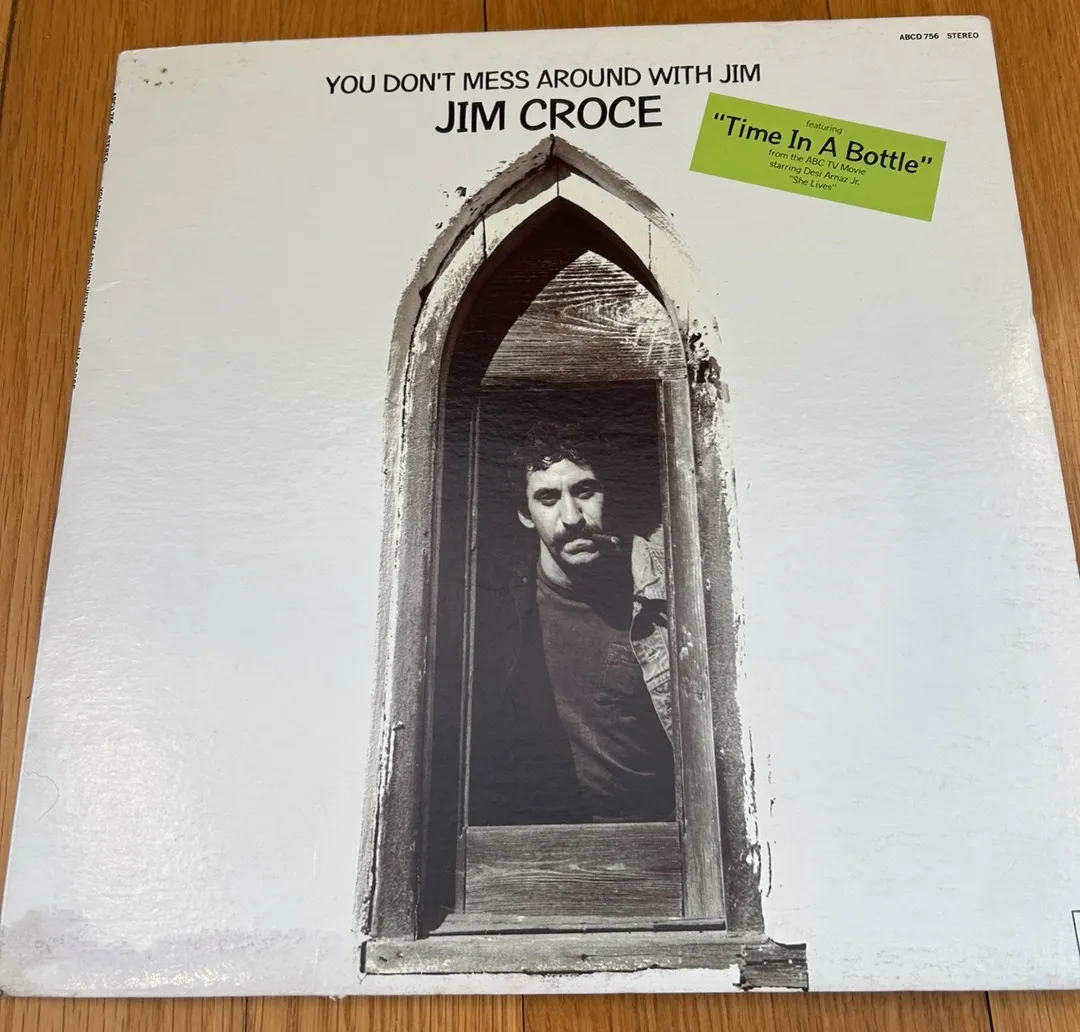 ABCD 756 STEREO
YOU DON'T MESS AROUND WITH JIM
JIM CROCE
featuring
"Time In A Bottle"
from the ABC TV Movie
starring Desi Arnaz Jr.
"She Lives"